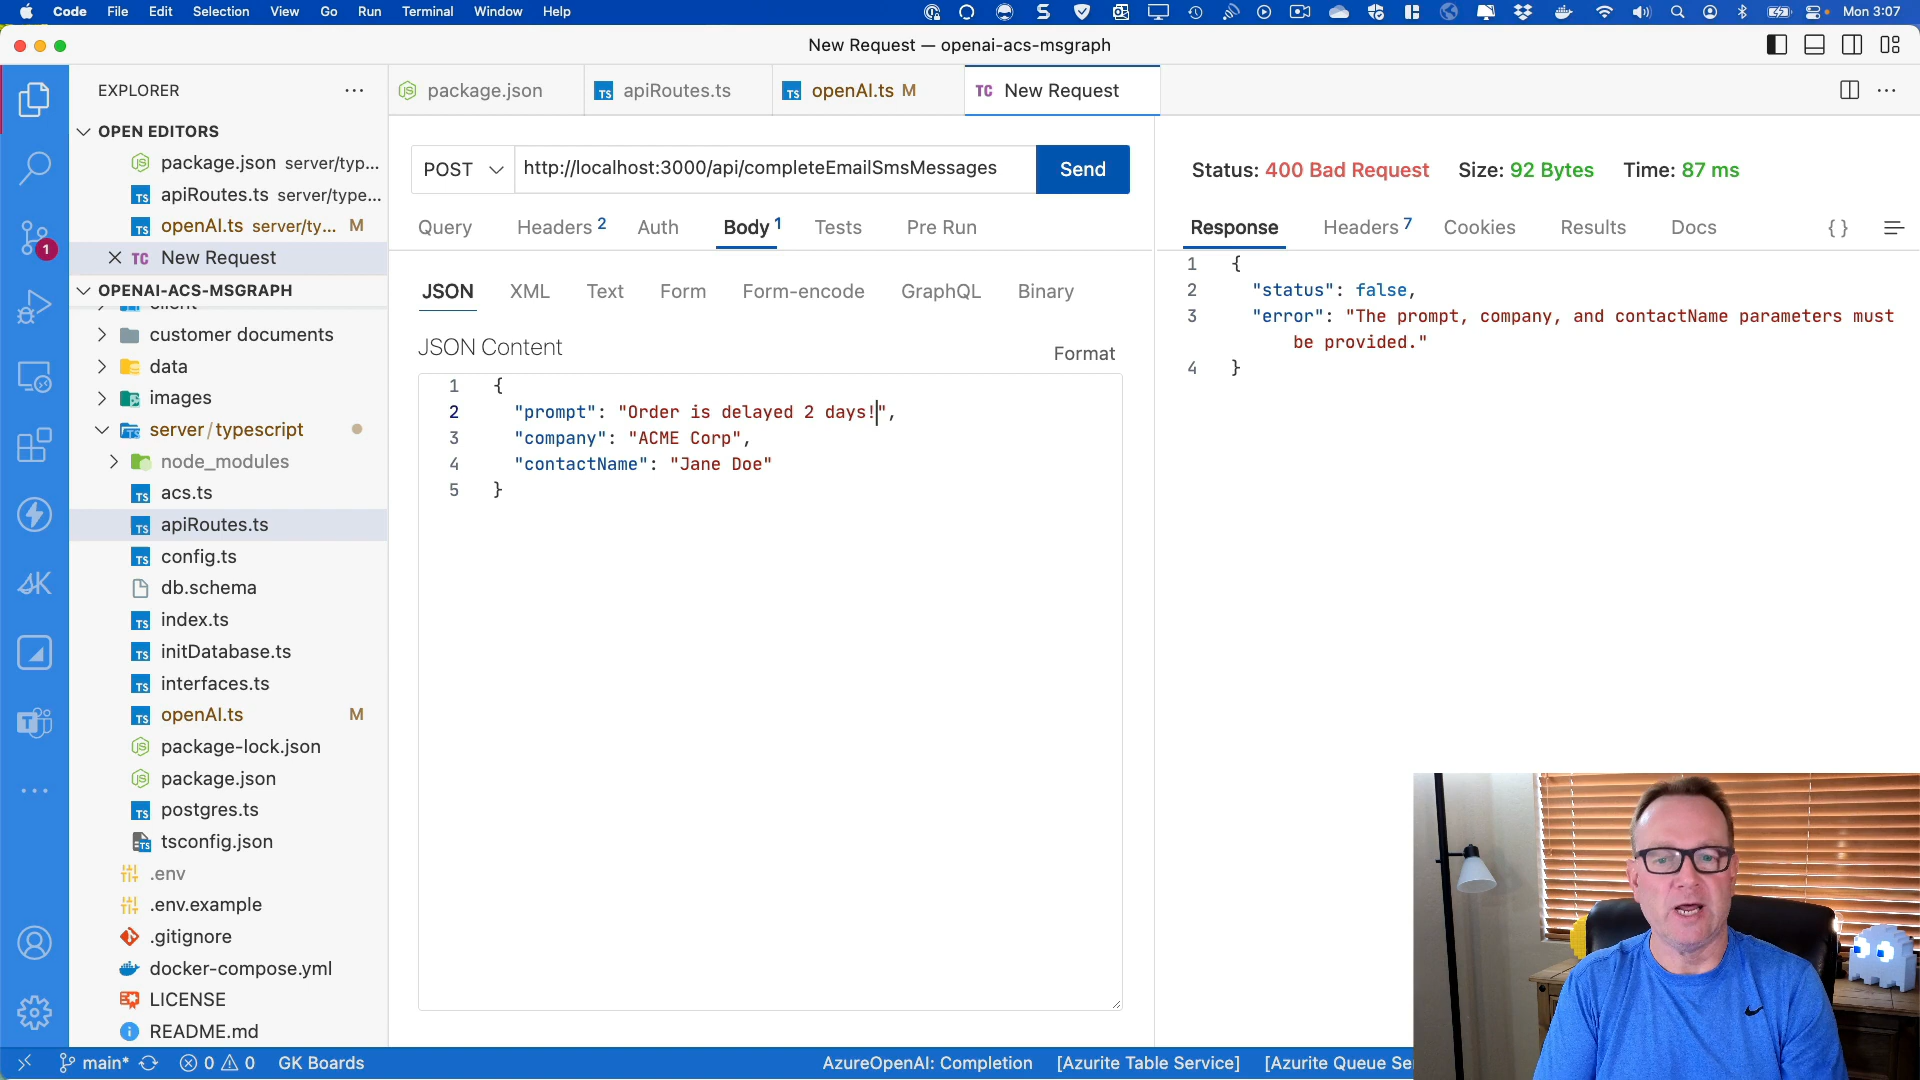 Code File Edit Selection View Go Run Terminal Window Help Mon 3:07
New Request — openai-acs-msgraph
EXPLORER
package.json
apiRoutes.ts
openAI.ts M
TC New Request
OPEN EDITORS
package.json server/typ...
apiRoutes.ts server/type...
openAI.ts server/ty... M
TC New Request
OPENAI-ACS-MSGRAPH
client
customer documents
data
images
server/typescript
node_modules
acs.ts
apiRoutes.ts
config.ts
db.schema
index.ts
initDatabase.ts
interfaces.ts
openAI.ts M
package-lock.json
package.json
postgres.ts
tsconfig.json
.env
.env.example
.gitignore
docker-compose.yml
LICENSE
README.md
POST http://localhost:3000/api/completeEmailSmsMessages Send
Query Headers 2 Auth Body 1 Tests Pre Run
JSON XML Text Form Form-encode GraphQL Binary
JSON Content
Format
1 {
2 "prompt": "Order is delayed 2 days!",
3 "company": "ACME Corp",
4 "contactName": "Jane Doe"
5 }
Status: 400 Bad Request Size: 92 Bytes Time: 87 ms
Response Headers 7 Cookies Results Docs { }
1 {
2 "status": false,
3 "error": "The prompt, company, and contactName parameters must
be provided."
4 }
1
main* 0 0 GK Boards AzureOpenAI: Completion [Azurite Table Service] [Azurite Queue Se